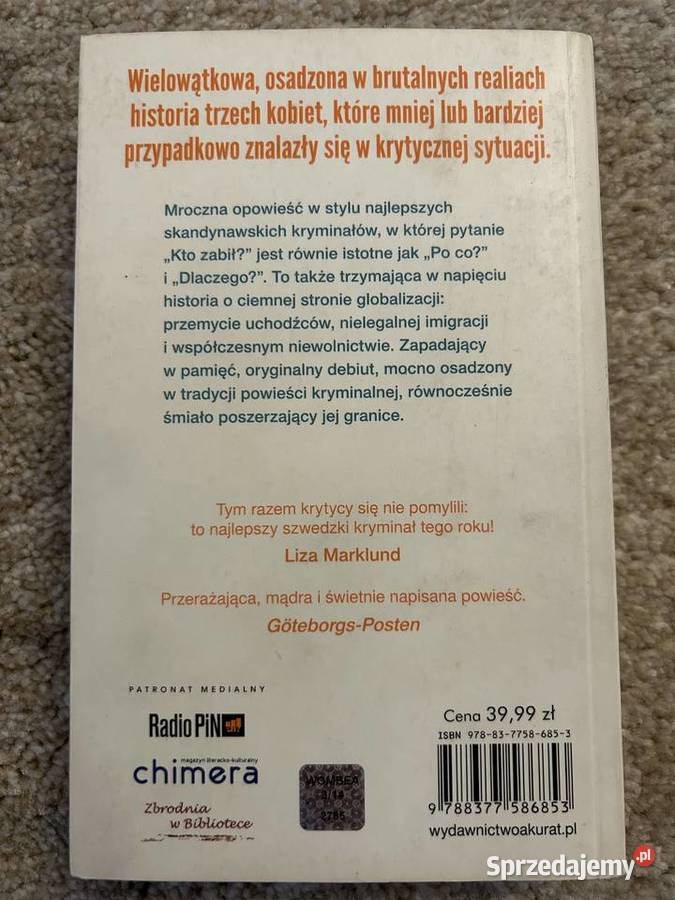 Wielowątkowa, osadzona w brutalnych realiach
historia trzech kobiet, które mniej lub bardziej
przypadkowo znalazły się w krytycznej sytuacji.
Mroczna opowieść w stylu najlepszych
skandynawskich kryminałów, w której pytanie
„Kto zabił?” jest równie istotne jak „Po co?”
i „Dlaczego?”. To także trzymająca w napięciu
historia o ciemnej stronie globalizacji:
przemycie uchodźców, nielegalnej imigracji
i współczesnym niewolnictwie. Zapadający
w pamięć, oryginalny debiut, mocno osadzony
w tradycji powieści kryminalnej, równocześnie
śmiało poszerzający jej granice.
Tym razem krytycy się nie pomylili:
to najlepszy szwedzki kryminał tego roku!
Liza Marklund
Przerażająca, mądra i świetnie napisana powieść.
Göteborgs-Posten
PATRONAT MEDIALNY
Radio PiN
magazyn literacko-kulturalny
chimera
Zbrodnia
w Bibliotece
WOMBEA
3/14
2785
Cena 39,99 zł
ISBN 978-83-7758-685-3
9 788377 586853
wydawnictwoakurat.pl
Sprzedajemy.pl